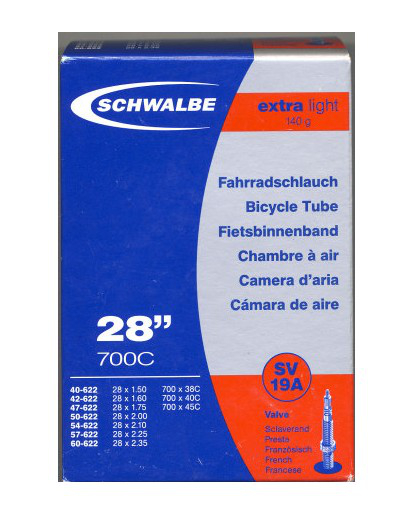 SCHWALBE
extra light
140 g
Fahrradschlauch
Bicycle Tube
Fietsbinnenband
Chambre à air
Camera d'aria
Cámara de aire
28”
700C
40-622 28 x 1.50 700 x 38C
42-622 28 x 1.60 700 x 40C
47-622 28 x 1.75 700 x 45C
50-622 28 x 2.00
54-622 28 x 2.10
57-622 28 x 2.25
60-622 28 x 2.35
SV
19A
Valve
Sclaverand
Presta
Französisch
French
Francese